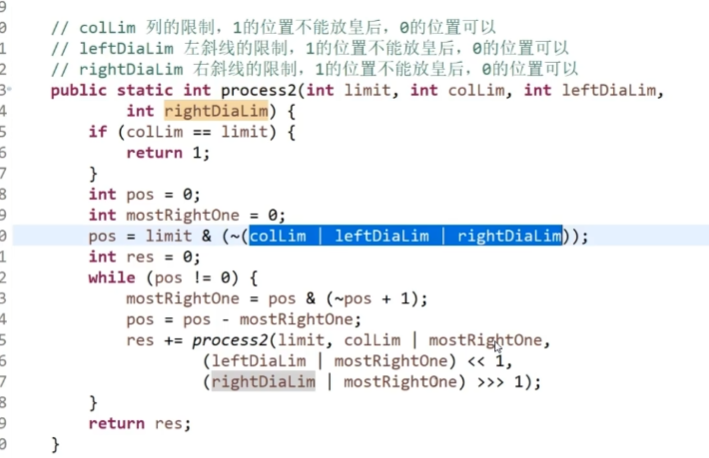 9
0 // colLim 列的限制，1的位置不能放皇后，0的位置可以
1 // leftDiaLim 左斜线的限制，1的位置不能放皇后，0的位置可以
2 // rightDiaLim 右斜线的限制，1的位置不能放皇后，0的位置可以
3 public static int process2(int limit, int colLim, int leftDiaLim,
4 int rightDiaLim) {
5 if (colLim == limit) {
6 return 1;
7 }
8 int pos = 0;
9 int mostRightOne = 0;
0 pos = limit & (~(colLim | leftDiaLim | rightDiaLim));
1 int res = 0;
2 while (pos != 0) {
3 mostRightOne = pos & (~pos + 1);
4 pos = pos - mostRightOne;
5 res += process2(limit, colLim | mostRightOne,
6 (leftDiaLim | mostRightOne) << 1,
7 (rightDiaLim | mostRightOne) >>> 1);
8 }
9 return res;
0 }